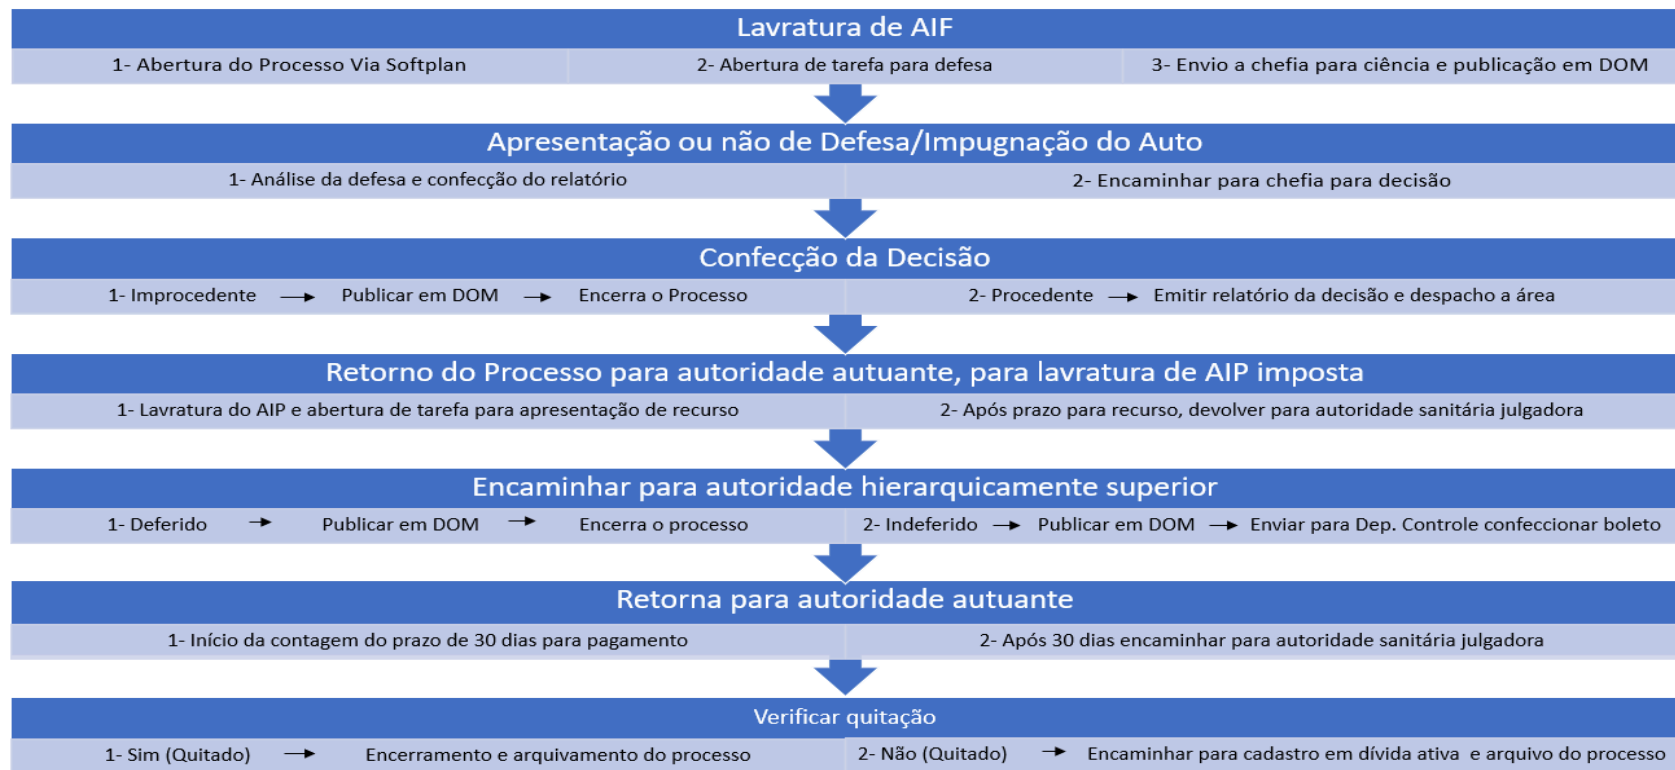 Lavratura de AIF
1- Abertura do Processo Via Softplan
2- Abertura de tarefa para defesa
3- Envio a chefia para ciência e publicação em DOM
Apresentação ou não de Defesa/Impugnação do Auto
1- Análise da defesa e confecção do relatório
2- Encaminhar para chefia para decisão
Confecção da Decisão
1- Improcedente → Publicar em DOM → Encerra o Processo
2- Procedente → Emitir relatório da decisão e despacho a área
Retorno do Processo para autoridade autuante, para lavratura de AIP imposta
1- Lavratura do AIP e abertura de tarefa para apresentação de recurso
2- Após prazo para recurso, devolver para autoridade sanitária julgadora
Encaminhar para autoridade hierarquicamente superior
1- Deferido → Publicar em DOM → Encerra o processo
2- Indeferido → Publicar em DOM → Enviar para Dep. Controle confeccionar boleto
Retorna para autoridade autuante
1- Início da contagem do prazo de 30 dias para pagamento
2- Após 30 dias encaminhar para autoridade sanitária julgadora
Verificar quitação
1- Sim (Quitado) → Encerramento e arquivamento do processo
2- Não (Quitado) → Encaminhar para cadastro em dívida ativa e arquivo do processo